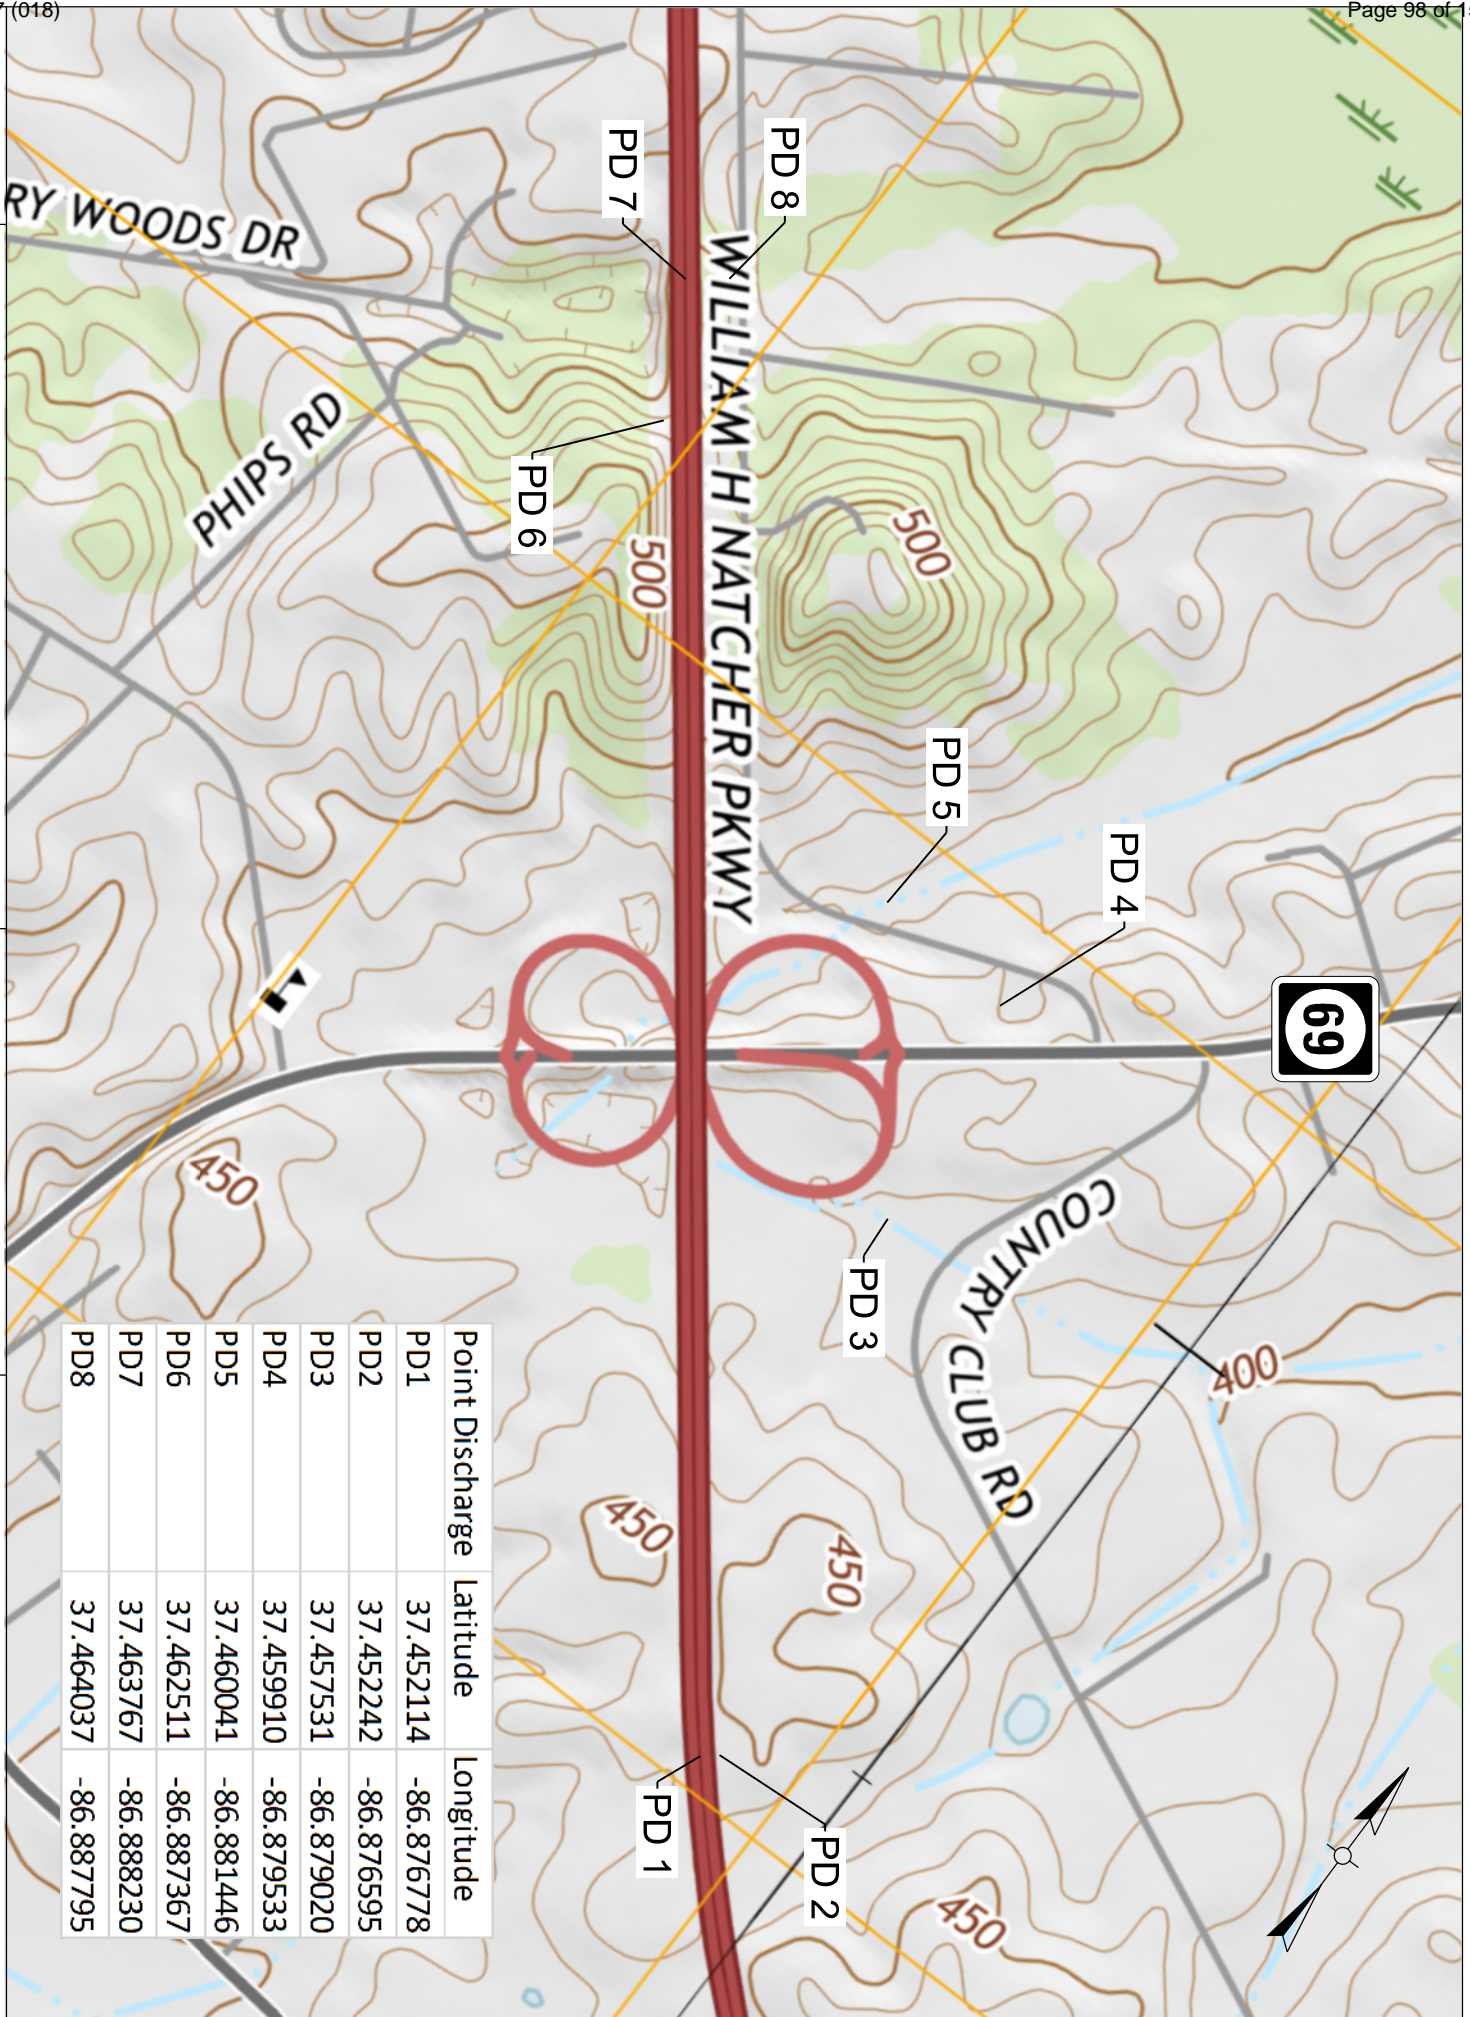 7 (018)
Page 98 of 1
PD 8
PD 7
RY WOODS DR
WILLIAM H NATCHER PKWY
PHIPS RD
PD 6
500
500
PD 5
PD 4
69
450
COUNTRY CLUB RD
PD 3
400
450
450
PD 1
PD 2
450
Point Discharge Latitude Longitude
PD1 37.452114 -86.876778
PD2 37.452242 -86.876595
PD3 37.457531 -86.879020
PD4 37.459910 -86.879533
PD5 37.460041 -86.881446
PD6 37.462511 -86.887367
PD7 37.463767 -86.888230
PD8 37.464037 -86.887795